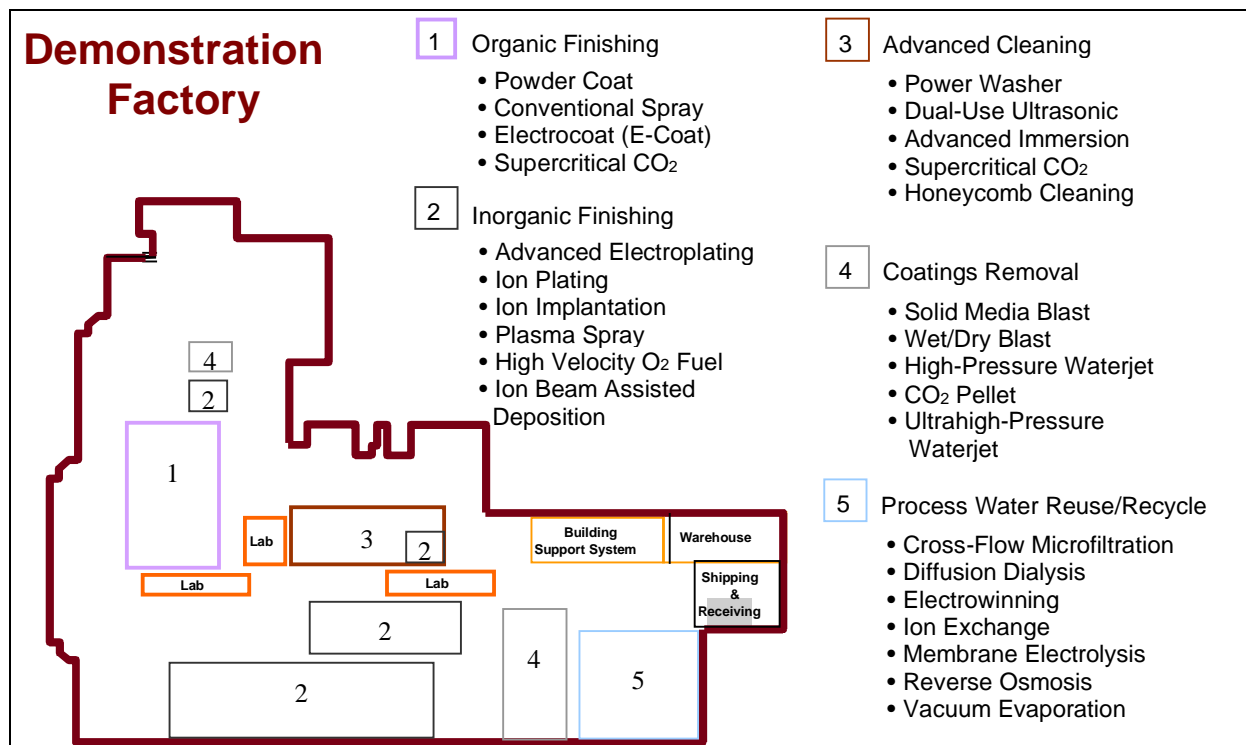 Demonstration
Factory
1 Organic Finishing
• Powder Coat
• Conventional Spray
• Electrocoat (E-Coat)
• Supercritical CO₂
2 Inorganic Finishing
• Advanced Electroplating
• Ion Plating
• Ion Implantation
• Plasma Spray
• High Velocity O₂ Fuel
• Ion Beam Assisted
Deposition
3 Advanced Cleaning
• Power Washer
• Dual-Use Ultrasonic
• Advanced Immersion
• Supercritical CO₂
• Honeycomb Cleaning
4 Coatings Removal
• Solid Media Blast
• Wet/Dry Blast
• High-Pressure Waterjet
• CO₂ Pellet
• Ultrahigh-Pressure
Waterjet
5 Process Water Reuse/Recycle
• Cross-Flow Microfiltration
• Diffusion Dialysis
• Electrowinning
• Ion Exchange
• Membrane Electrolysis
• Reverse Osmosis
• Vacuum Evaporation
4
2
1
Lab
3
2
Building
Support System
Warehouse
Lab
Lab
Shipping
&
Receiving
2
4
5
2